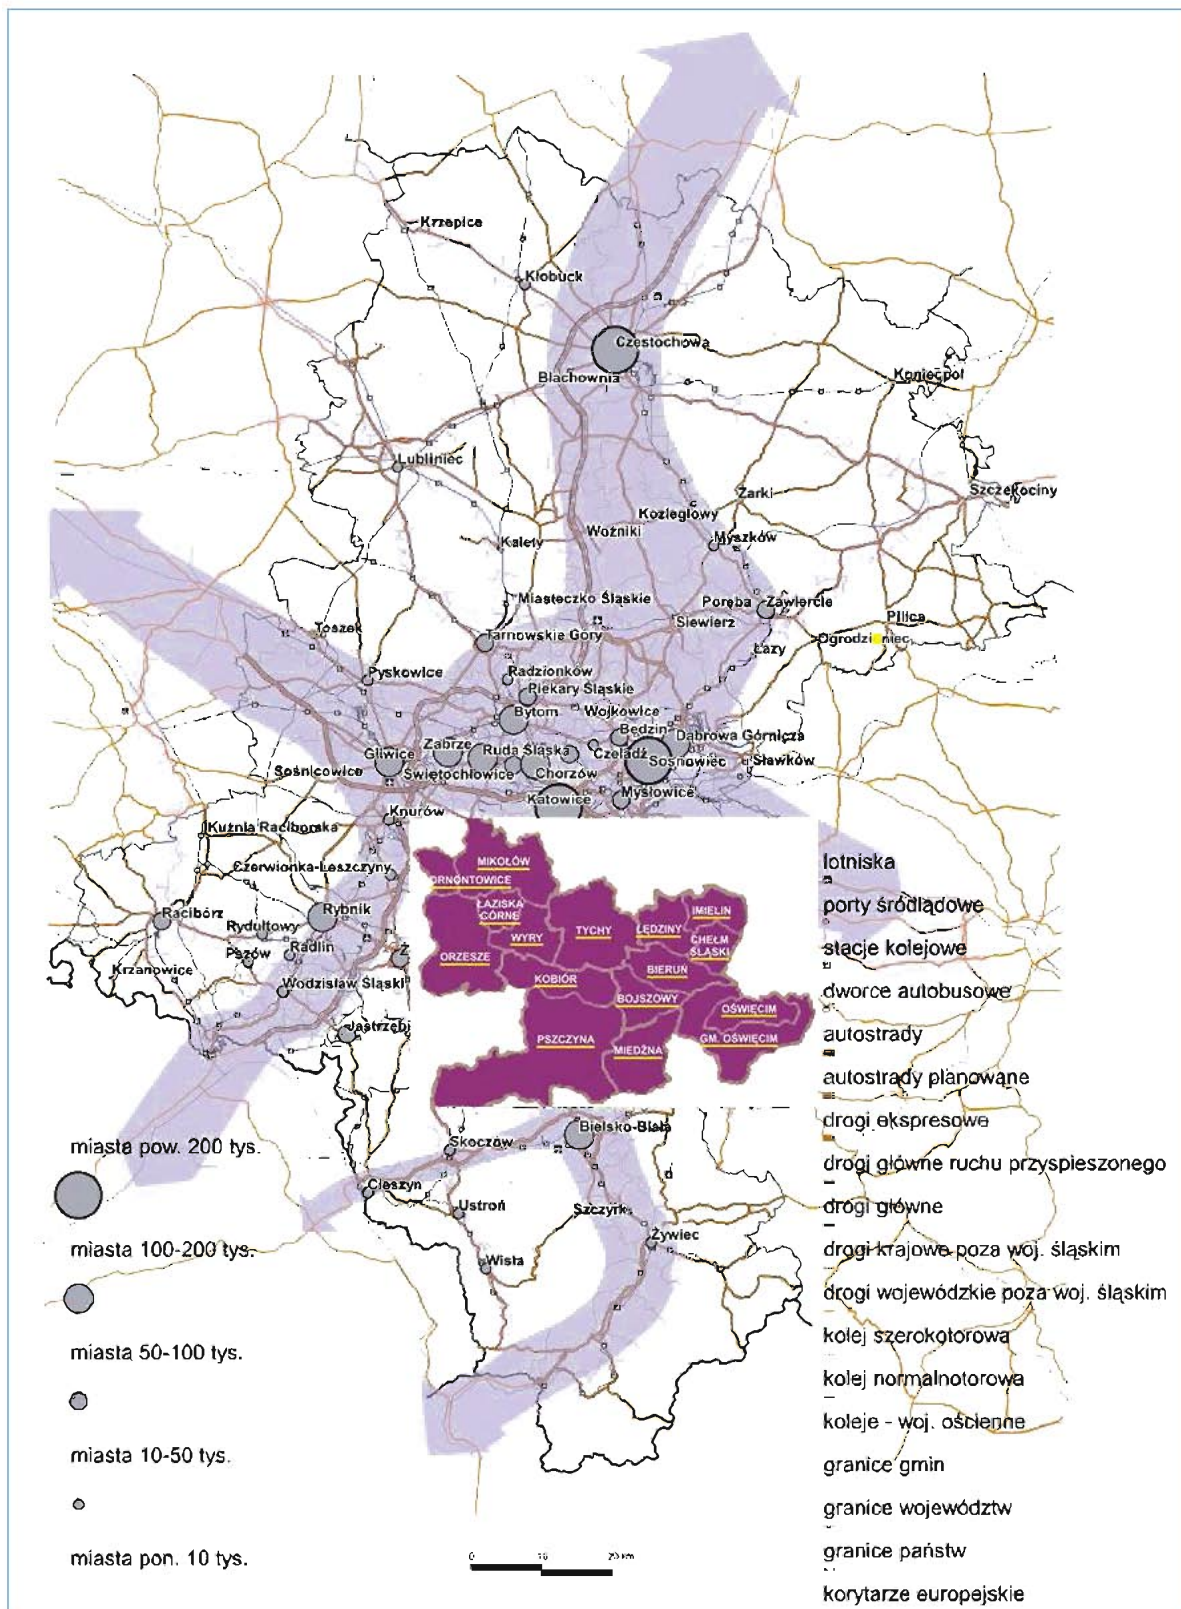 Krzepice
Kłobuck
Częstochowa
Blachownia
Koniecpol
Lubliniec
Szczekociny
Żarki
Koziegłowy
Woźniki
Myszków
Kalety
Miasteczko Śląskie
Poręba
Zawiercie
Siewierz
Pilica
Toszek
Tarnowskie Góry
Ogrodzieniec
Łazy
Pyskowice
Radzionków
Piekary Śląskie
Bytom
Wojkowice
Będzin
Dąbrowa Górnicza
Gliwice
Zabrze
Ruda Śląska
Czeladź
Sosnowiec
Sławków
Sośnicowice
Świętochłowice
Chorzów
Katowice
Mysłowice
Knurów
Kuźnia Raciborska
Czerwionka-Leszczyny
Racibórz
Rybnik
Rydułtowy
Radlin
Pszów
Ż
Krzanowice
Wodzisław Śląski
Jastrzębi
MIKOŁÓW
ORNONTOWICE
ŁAZISKA
GÓRNE
IMIELIN
WYRY
TYCHY
LĘDZINY
CHEŁM
ŚLĄSKI
ORZESZE
KOBIÓR
BIERUŃ
BOJSZOWY
OŚWIĘCIM
PSZCZYNA
MIEDŹNA
GM. OŚWIĘCIM
Bielsko-Biała
Skoczów
Cieszyn
Ustroń
Szczyrk
Żywiec
Wisła
miasta pow. 200 tys.
miasta 100-200 tys.
miasta 50-100 tys.
miasta 10-50 tys.
miasta pon. 10 tys.
0 10 20 km
lotniska
porty śródlądowe
stacje kolejowe
dworce autobusowe
autostrady
autostrady planowane
drogi ekspresowe
drogi główne ruchu przyspieszonego
drogi główne
drogi krajowe poza woj. śląskim
drogi wojewódzkie poza woj. śląskim
kolej szerokotorowa
kolej normalnotorowa
koleje - woj. ościenne
granice gmin
granice województw
granice państw
korytarze europejskie